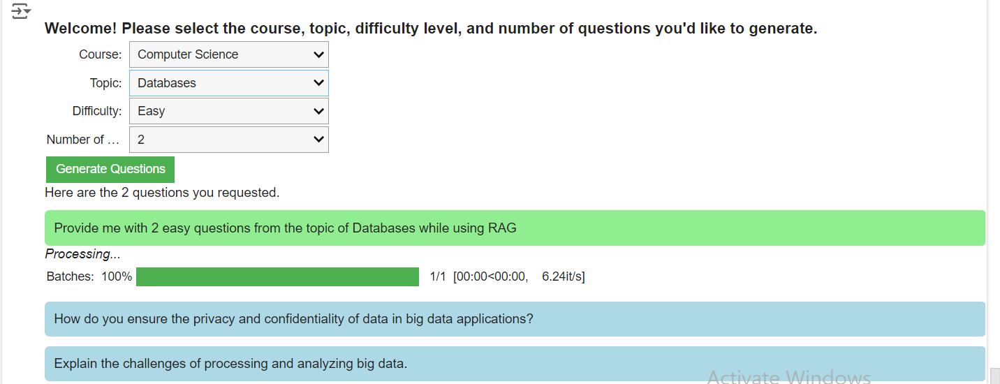 Welcome! Please select the course, topic, difficulty level, and number of questions you'd like to generate.
Course: Computer Science
Topic: Databases
Difficulty: Easy
Number of … 2
Generate Questions
Here are the 2 questions you requested.
Provide me with 2 easy questions from the topic of Databases while using RAG
Processing...
Batches: 100% 1/1 [00:00<00:00, 6.24it/s]
How do you ensure the privacy and confidentiality of data in big data applications?
Explain the challenges of processing and analyzing big data.
Activate Windows